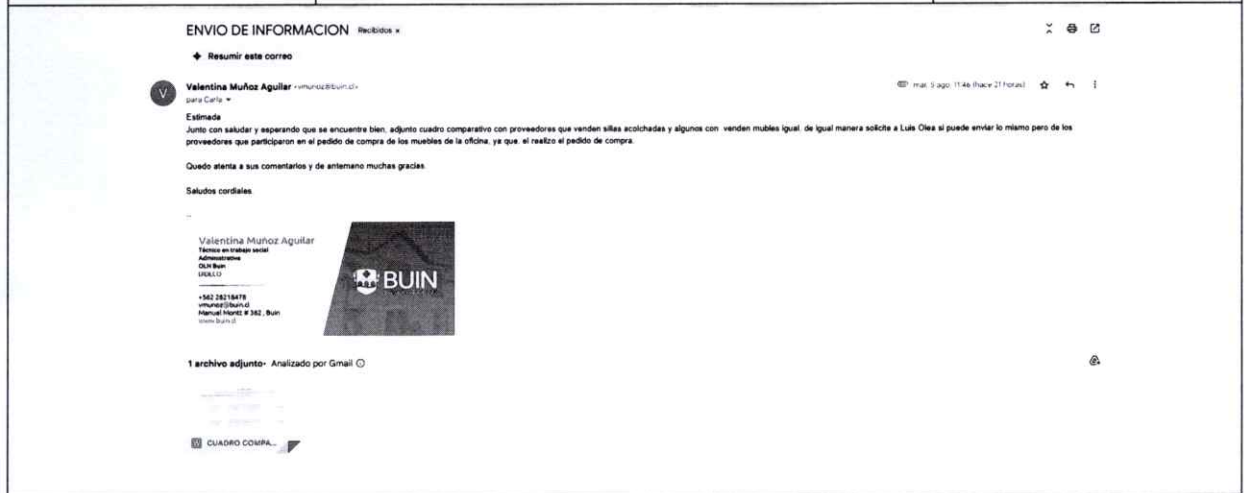 ENVIO DE INFORMACION Recibidos x
Resumir este correo
V
Valentina Muñoz Aguilar <vmunoz@buin.cl>
mar, 5 ago, 11:46 (hace 21 horas)
para Carla
Estimada
Junto con saludar y esperando que se encuentre bien, adjunto cuadro comparativo con proveedores que venden sillas acolchadas y algunos con venden mubles igual, de igual manera solicite a Luis Olea si puede enviar lo mismo pero de los
proveedores que participaron en el pedido de compra de los muebles de la oficina, ya que, el realizo el pedido de compra.
Quedo atenta a sus comentarios y de antemano muchas gracias.
Saludos cordiales
--
Valentina Muñoz Aguilar
Técnico en trabajo social
Administrativa
OLN Buin
DIDECO
+562 28218478
vmunoz@buin.cl
Manuel Montt # 382, Buin
www.buin.cl
BUIN
1 archivo adjunto• Analizado por Gmail
W CUADRO COMPA...